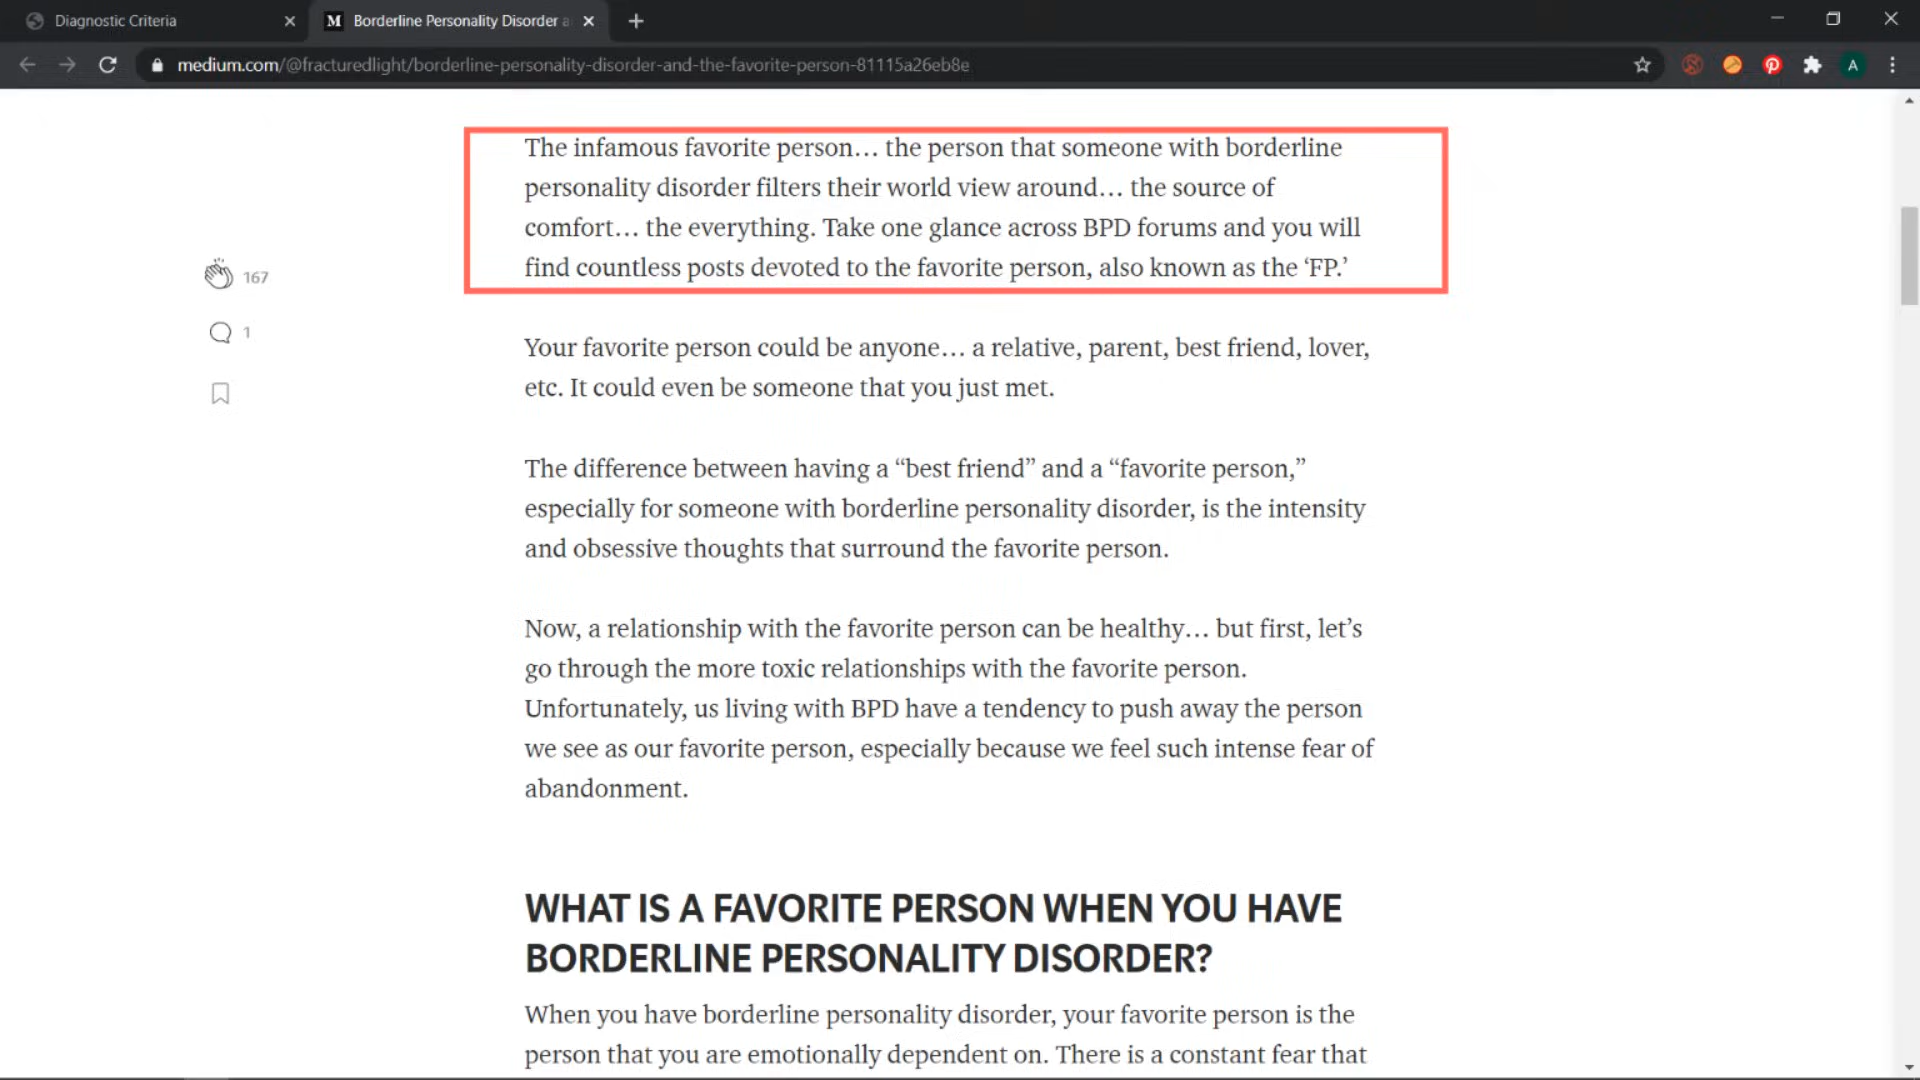 Diagnostic Criteria
M Borderline Personality Disorder a
medium.com/@fracturedlight/borderline-personality-disorder-and-the-favorite-person-81115a26eb8e
A
The infamous favorite person… the person that someone with borderline
personality disorder filters their world view around… the source of
comfort… the everything. Take one glance across BPD forums and you will
find countless posts devoted to the favorite person, also known as the ‘FP.’
167
1
Your favorite person could be anyone… a relative, parent, best friend, lover,
etc. It could even be someone that you just met.
The difference between having a “best friend” and a “favorite person,”
especially for someone with borderline personality disorder, is the intensity
and obsessive thoughts that surround the favorite person.
Now, a relationship with the favorite person can be healthy… but first, let’s
go through the more toxic relationships with the favorite person.
Unfortunately, us living with BPD have a tendency to push away the person
we see as our favorite person, especially because we feel such intense fear of
abandonment.
WHAT IS A FAVORITE PERSON WHEN YOU HAVE
BORDERLINE PERSONALITY DISORDER?
When you have borderline personality disorder, your favorite person is the
person that you are emotionally dependent on. There is a constant fear that